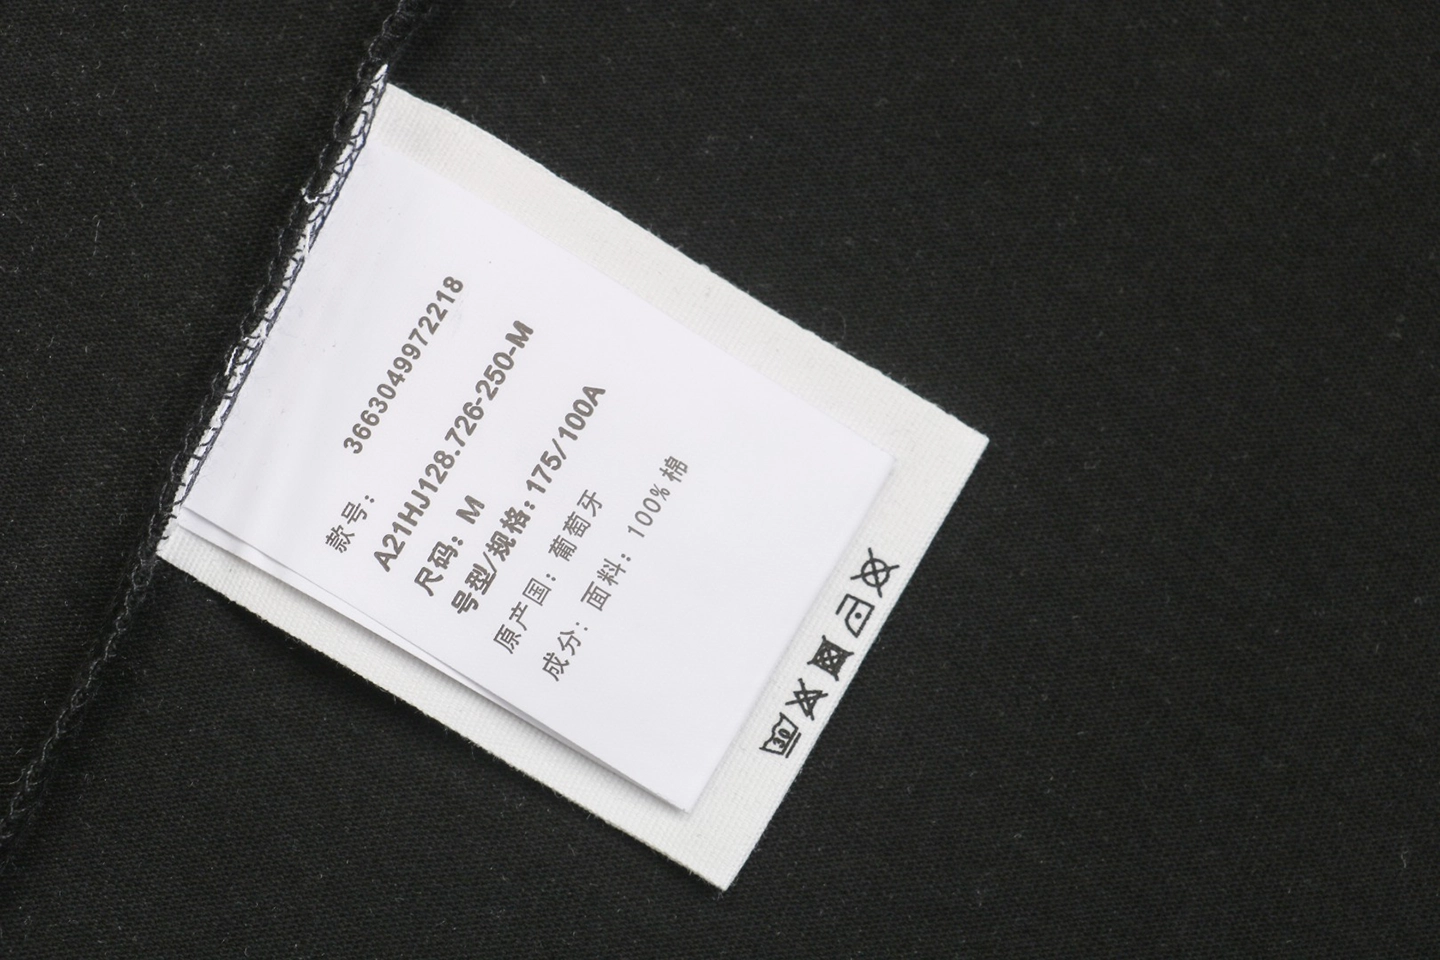 3663049972218
款号:
A21HJ128.726-250-M
尺码: M
号型/规格: 175/100A
原产国: 葡萄牙
成分: 面料: 100% 棉
30